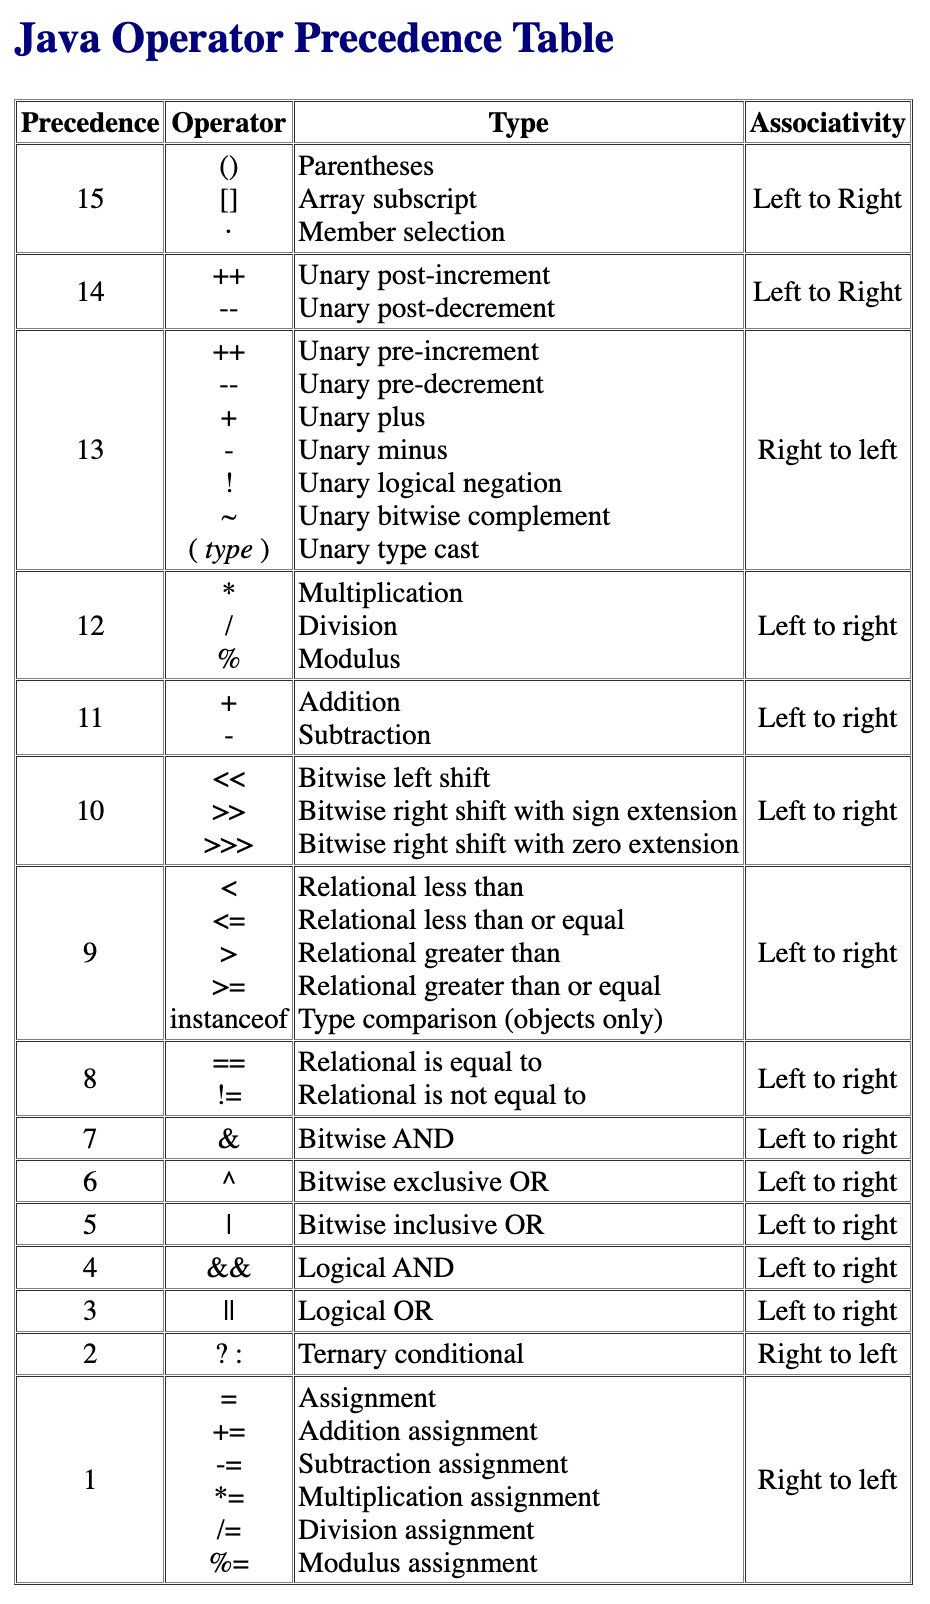 Java Operator Precedence Table
Precedence Operator Type Associativity
15 Left to Right
() Parentheses
[] Array subscript
· Member selection
14 Left to Right
++ Unary post-increment
-- Unary post-decrement
13 Right to left
++ Unary pre-increment
-- Unary pre-decrement
+ Unary plus
- Unary minus
! Unary logical negation
~ Unary bitwise complement
( type ) Unary type cast
12 Left to right
* Multiplication
/ Division
% Modulus
11 Left to right
+ Addition
- Subtraction
10 Left to right
<< Bitwise left shift
>> Bitwise right shift with sign extension
>>> Bitwise right shift with zero extension
9 Left to right
< Relational less than
<= Relational less than or equal
> Relational greater than
>= Relational greater than or equal
instanceof Type comparison (objects only)
8 Left to right
== Relational is equal to
!= Relational is not equal to
7 & Bitwise AND Left to right
6 ^ Bitwise exclusive OR Left to right
5 | Bitwise inclusive OR Left to right
4 && Logical AND Left to right
3 || Logical OR Left to right
2 ? : Ternary conditional Right to left
1 Right to left
= Assignment
+= Addition assignment
-= Subtraction assignment
*= Multiplication assignment
/= Division assignment
%= Modulus assignment